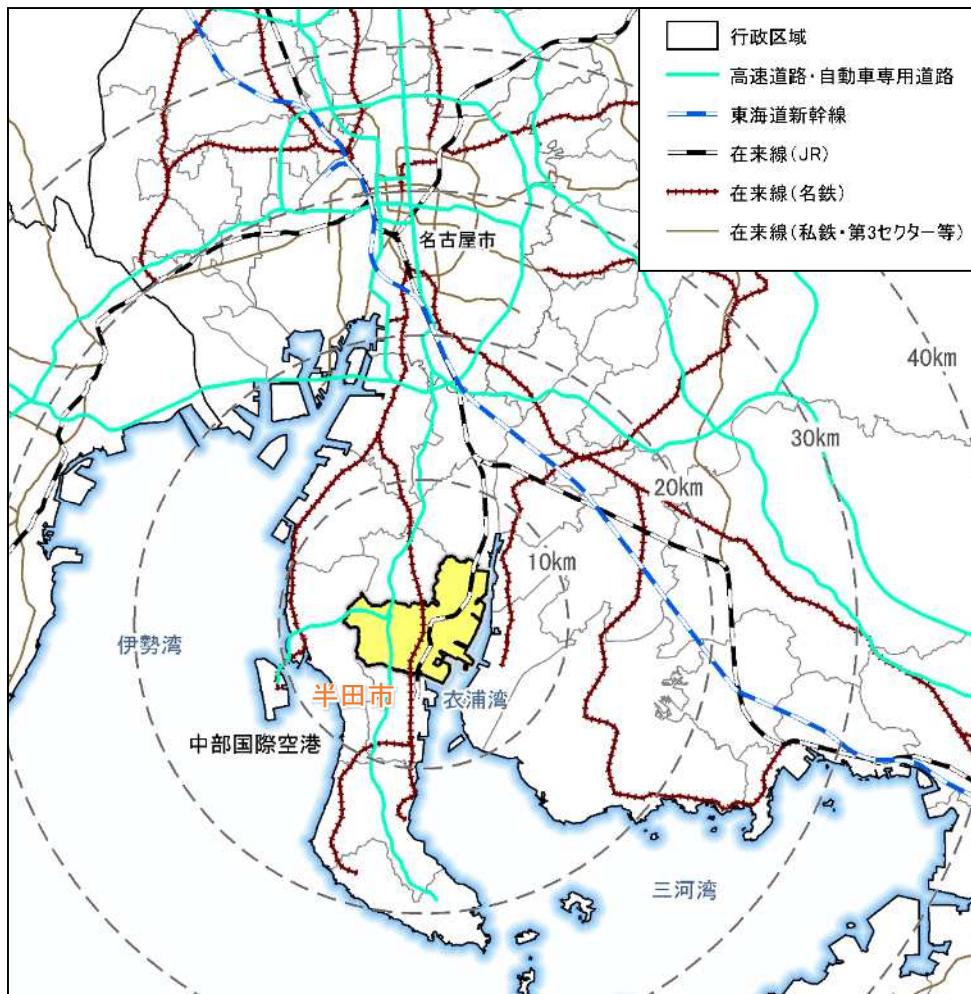 行政区域
高速道路・自動車専用道路
東海道新幹線
在来線(JR)
在来線(名鉄)
在来線(私鉄・第3セクター等)
名古屋市
40km
30km
20km
10km
伊勢湾
半田市
衣浦湾
中部国際空港
三河湾